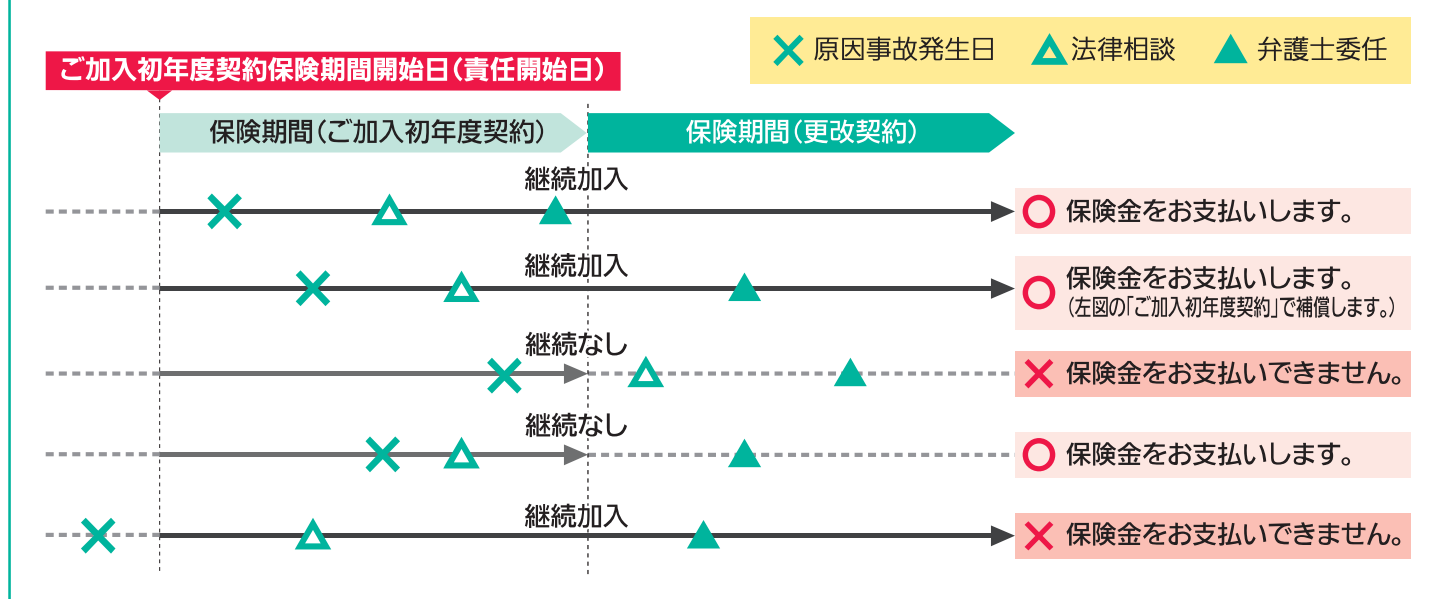 原因事故発生日 法律相談 弁護士委任
ご加入初年度契約保険期間開始日(責任開始日)
保険期間(ご加入初年度契約) 保険期間(更改契約)
継続加入
保険金をお支払いします。
継続加入
保険金をお支払いします。
(左図の「ご加入初年度契約」で補償します。)
継続なし
保険金をお支払いできません。
継続なし
保険金をお支払いします。
継続加入
保険金をお支払いできません。